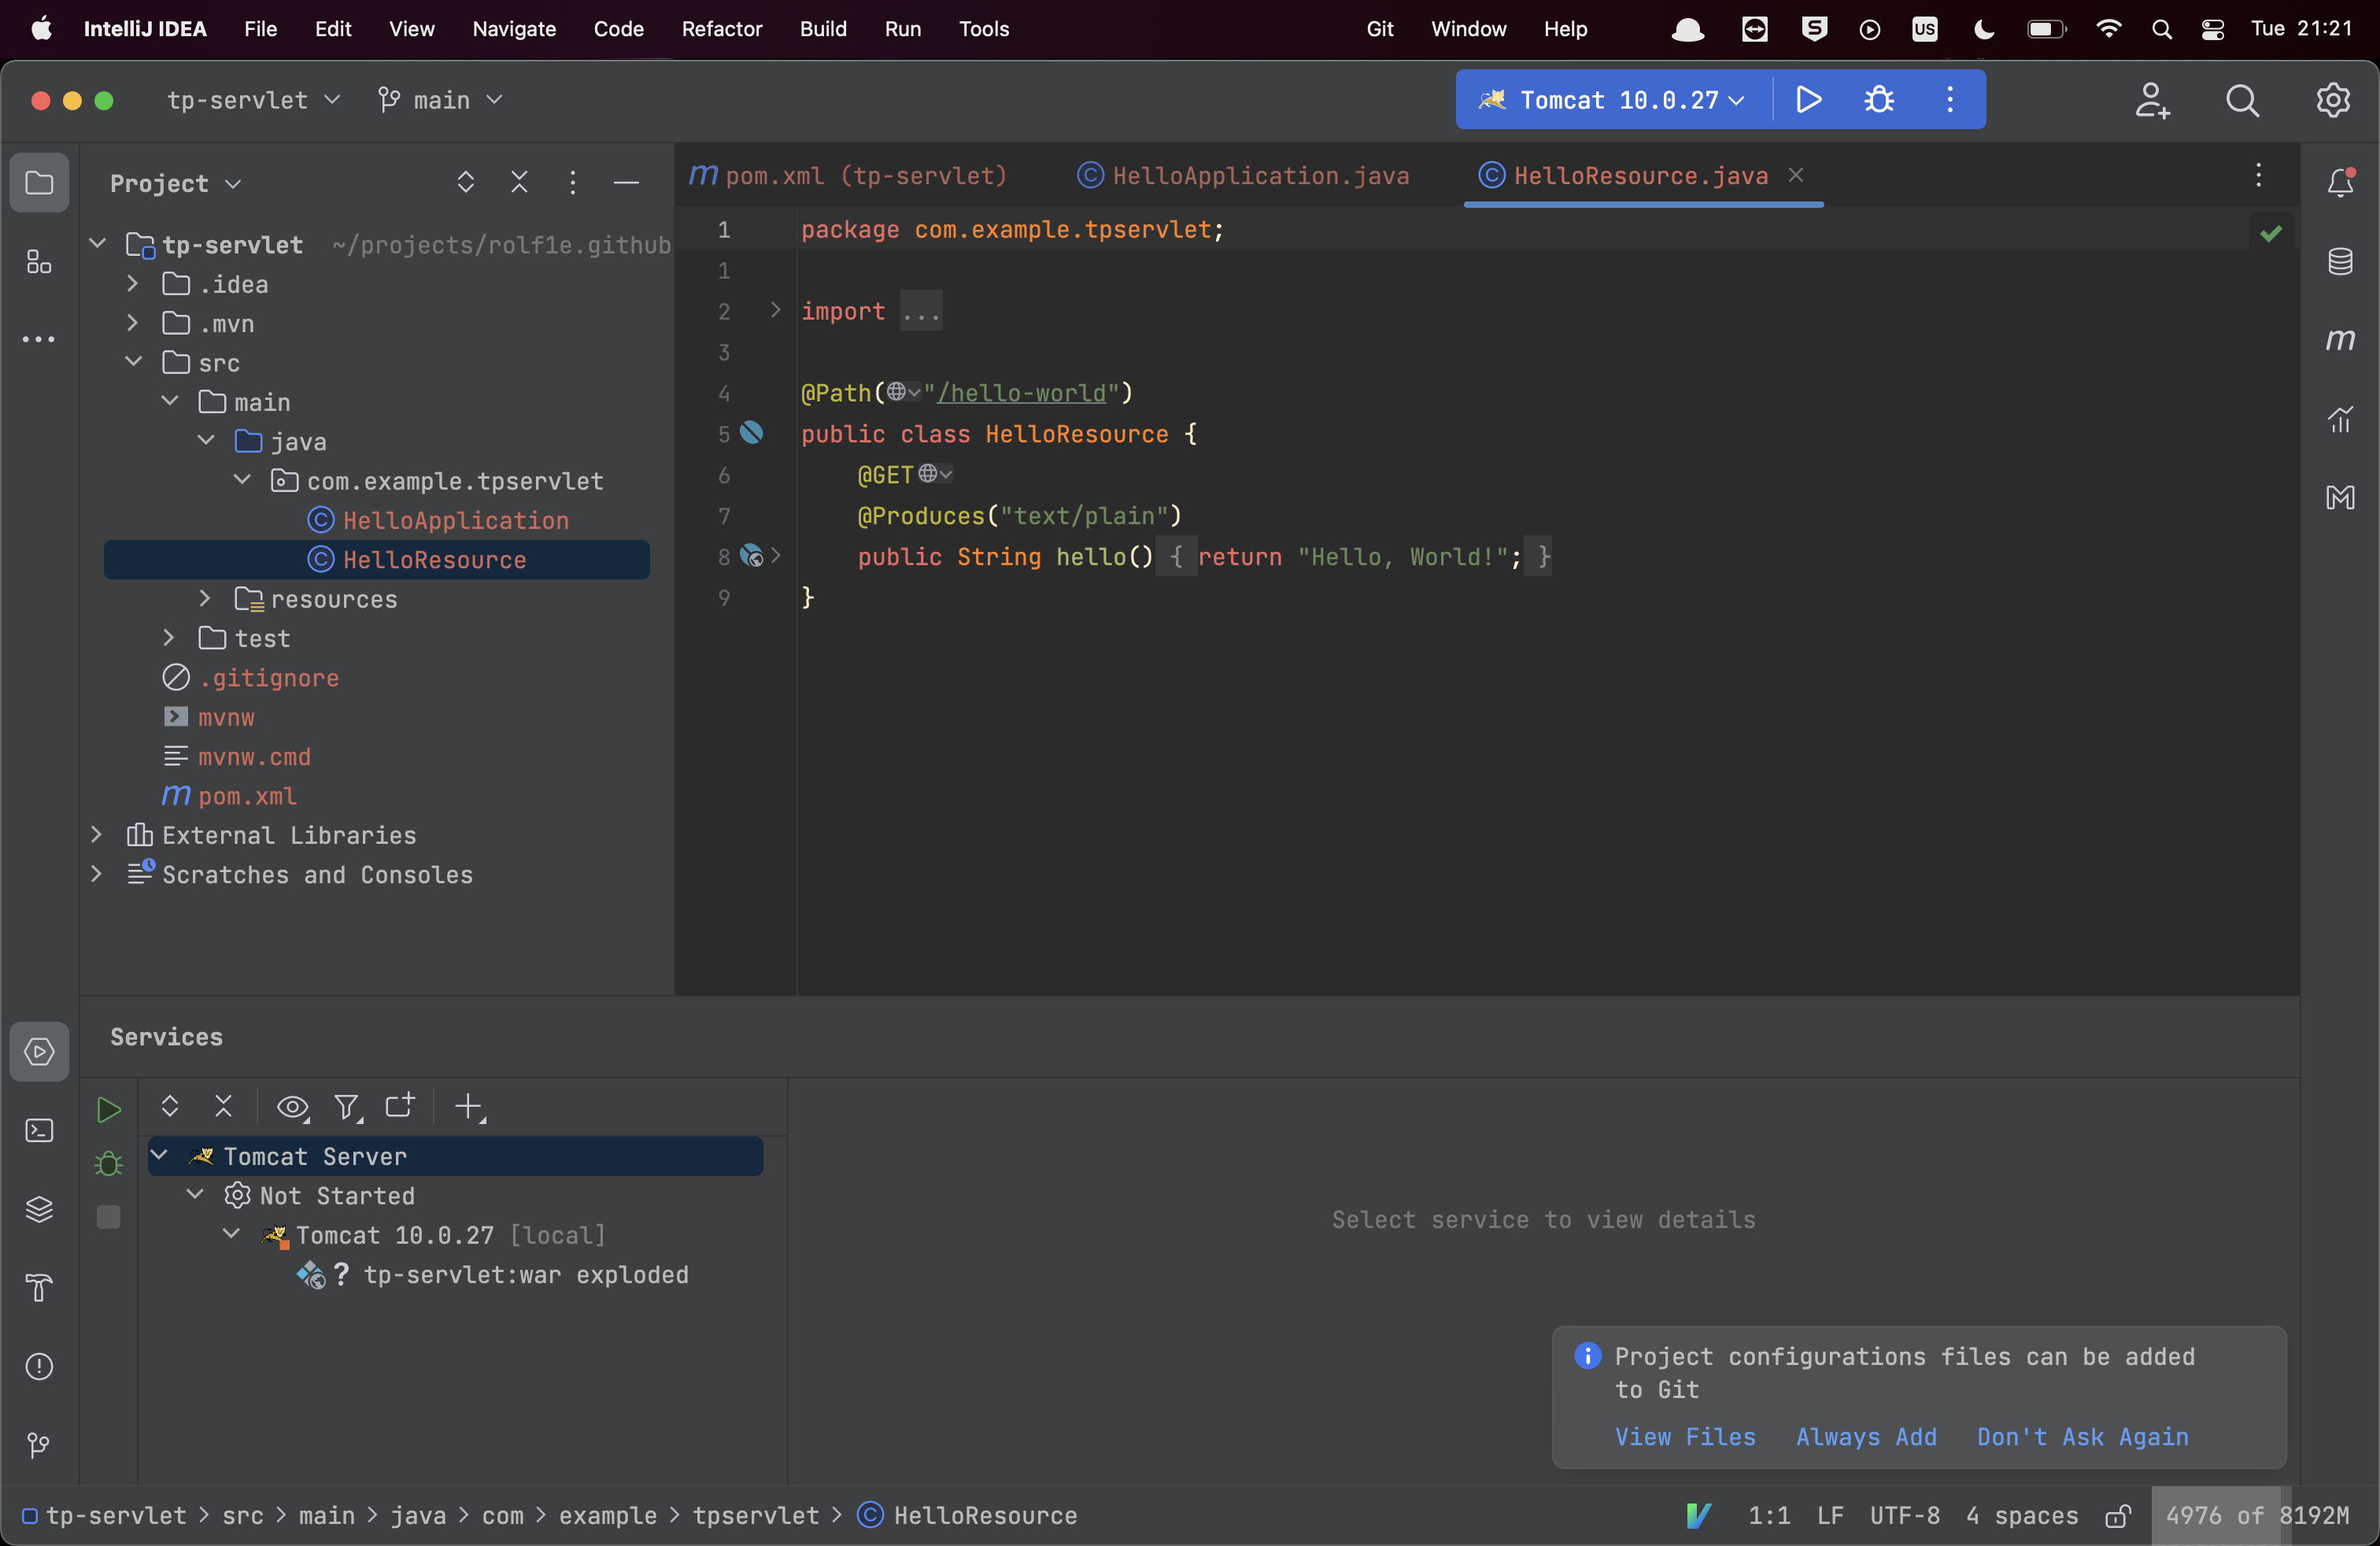 IntelliJ IDEA File Edit View Navigate Code Refactor Build Run Tools Git Window Help US Tue 21:21
tp-servlet main Tomcat 10.0.27
Project
pom.xml (tp-servlet) HelloApplication.java HelloResource.java
tp-servlet ~/projects/rolf1e.github
.idea
.mvn
src
main
java
com.example.tpservlet
HelloApplication
HelloResource
resources
test
.gitignore
mvnw
mvnw.cmd
pom.xml
External Libraries
Scratches and Consoles
1 package com.example.tpservlet;
1
2 import ...
3
4 @Path("/hello-world")
5 public class HelloResource {
6 @GET
7 @Produces("text/plain")
8 public String hello() { return "Hello, World!"; }
9 }
Services
Tomcat Server
Not Started
Tomcat 10.0.27 [local]
? tp-servlet:war exploded
Select service to view details
Project configurations files can be added
to Git
View Files Always Add Don't Ask Again
tp-servlet > src > main > java > com > example > tpservlet > HelloResource 1:1 LF UTF-8 4 spaces 4976 of 8192M